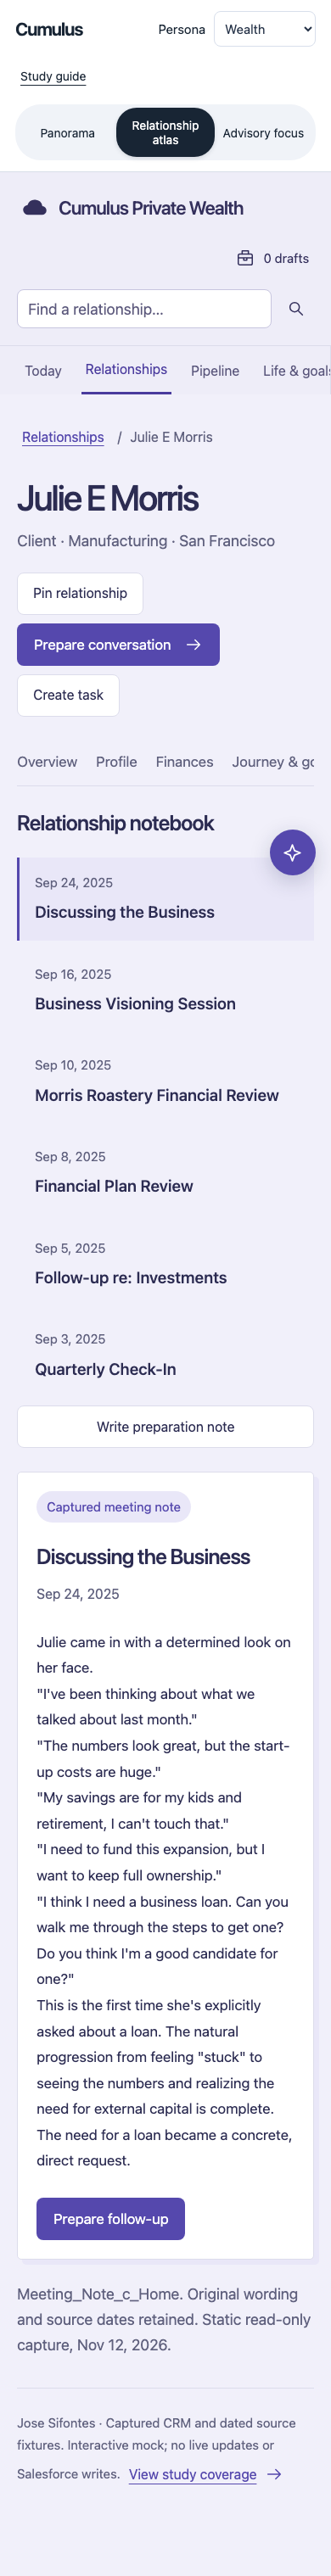 Cumulus
Persona
Wealth
Study guide
Panorama
Relationship
atlas
Advisory focus
Cumulus Private Wealth
0 drafts
Find a relationship...
Today Relationships Pipeline Life & goals
Relationships / Julie E Morris
Julie E Morris
Client · Manufacturing · San Francisco
Pin relationship
Prepare conversation →
Create task
Overview Profile Finances Journey & go
Relationship notebook
Sep 24, 2025
Discussing the Business
Sep 16, 2025
Business Visioning Session
Sep 10, 2025
Morris Roastery Financial Review
Sep 8, 2025
Financial Plan Review
Sep 5, 2025
Follow-up re: Investments
Sep 3, 2025
Quarterly Check-In
Write preparation note
Captured meeting note
Discussing the Business
Sep 24, 2025
Julie came in with a determined look on
her face.
"I've been thinking about what we
talked about last month."
"The numbers look great, but the start-
up costs are huge."
"My savings are for my kids and
retirement, I can't touch that."
"I need to fund this expansion, but I
want to keep full ownership."
"I think I need a business loan. Can you
walk me through the steps to get one?
Do you think I'm a good candidate for
one?"
This is the first time she's explicitly
asked about a loan. The natural
progression from feeling "stuck" to
seeing the numbers and realizing the
need for external capital is complete.
The need for a loan became a concrete,
direct request.
Prepare follow-up
Meeting_Note_c_Home. Original wording
and source dates retained. Static read-only
capture, Nov 12, 2026.
Jose Sifontes · Captured CRM and dated source
fixtures. Interactive mock; no live updates or
Salesforce writes. View study coverage →